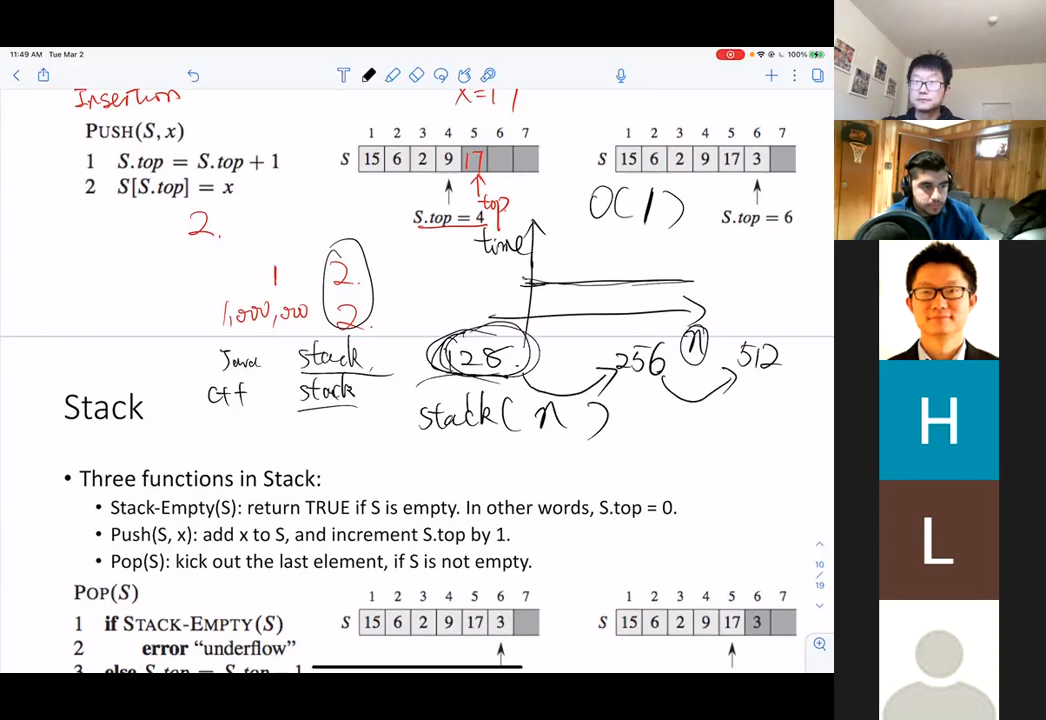 11:49 AM Tue Mar 2
100%
Insertion
x=17
PUSH(S, x)
1 S.top = S.top + 1
2 S[S.top] = x
2.
1 2 3 4 5 6 7
S 15 6 2 9 17
S.top = 4
top
1 2 3 4 5 6 7
S 15 6 2 9 17 3
S.top = 6
O(1)
time
1 2.
1,000,000 2.
Java stack
C++ stack
128. 256 n 512
stack( n )
Stack
• Three functions in Stack:
• Stack-Empty(S): return TRUE if S is empty. In other words, S.top = 0.
• Push(S, x): add x to S, and increment S.top by 1.
• Pop(S): kick out the last element, if S is not empty.
10
/
19
POP(S)
1 if STACK-EMPTY(S)
2 error "underflow"
3 else S.top = S.top − 1
1 2 3 4 5 6 7
S 15 6 2 9 17 3
1 2 3 4 5 6 7
S 15 6 2 9 17 3
H
L